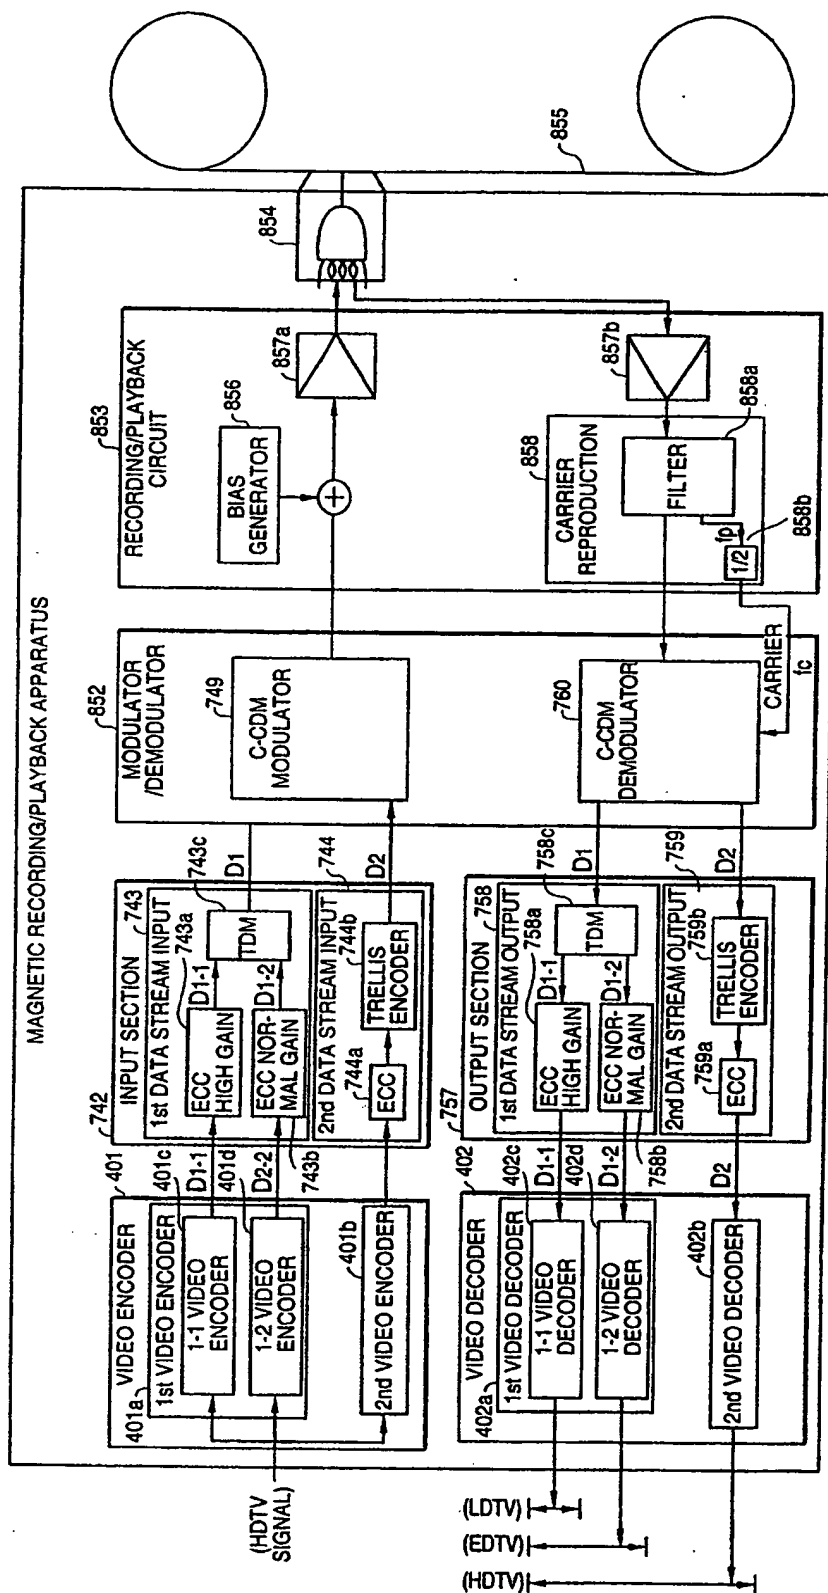 MAGNETIC RECORDING/PLAYBACK APPARATUS
401
VIDEO ENCODER
401a
1st VIDEO ENCODER
401c
1-1 VIDEO
ENCODER
401d
1-2 VIDEO
ENCODER
401b
2nd VIDEO ENCODER
(HDTV
SIGNAL)
D1-1
D2-2
742
INPUT SECTION
743
1st DATA STREAM INPUT
743a
ECC
HIGH GAIN
ECC NOR-
MAL GAIN
743b
D1-1
D1-2
743c
TDM
D1
744
2nd DATA STREAM INPUT
744a
ECC
744b
TRELLIS
ENCODER
D2
852
MODULATOR
/DEMODULATOR
749
C-CDM
MODULATOR
853
RECORDING/PLAYBACK
CIRCUIT
856
BIAS
GENERATOR
+
857a
854
855
857b
858
CARRIER
REPRODUCTION
858a
FILTER
fp
1/2
858b
CARRIER
fc
760
C-CDM
DEMODULATOR
D1
D2
757
OUTPUT SECTION
758
1st DATA STREAM OUTPUT
758c
TDM
758a
D1-1
D1-2
ECC
HIGH GAIN
ECC NOR-
MAL GAIN
758b
759
2nd DATA STREAM OUTPUT
759b
TRELLIS
ENCODER
759a
ECC
D1-1
D1-2
D2
402
VIDEO DECODER
402a
1st VIDEO DECODER
402c
1-1 VIDEO
DECODER
402d
1-2 VIDEO
DECODER
402b
2nd VIDEO DECODER
(LDTV)
(EDTV)
(HDTV)